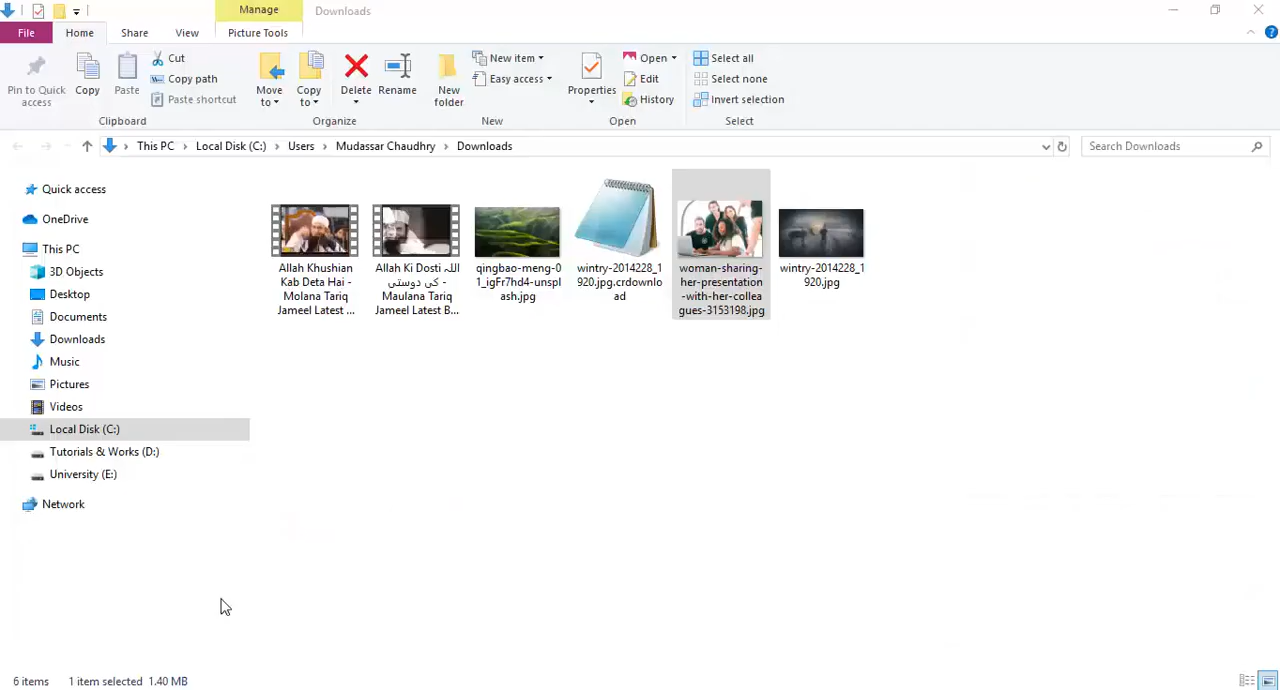 Manage
Downloads
File
Home
Share
View
Picture Tools
Pin to Quick
access
Copy
Paste
Cut
Copy path
Paste shortcut
Clipboard
Move
to
Copy
to
Delete
Rename
Organize
New
folder
New item
Easy access
New
Properties
Open
Edit
History
Open
Select all
Select none
Invert selection
Select
This PC
Local Disk (C:)
Users
Mudassar Chaudhry
Downloads
Search Downloads
Quick access
OneDrive
This PC
3D Objects
Desktop
Documents
Downloads
Music
Pictures
Videos
Local Disk (C:)
Tutorials & Works (D:)
University (E:)
Network
Allah Khushian
Kab Deta Hai -
Molana Tariq
Jameel Latest ...
Allah Ki Dosti اللہ
کی دوستی -
Maulana Tariq
Jameel Latest B...
qingbao-meng-0
1_igFr7hd4-unspl
ash.jpg
wintry-2014228_1
920.jpg.crdownlo
ad
woman-sharing-
her-presentation
-with-her-collea
gues-3153198.jpg
wintry-2014228_1
920.jpg
6 items
1 item selected 1.40 MB